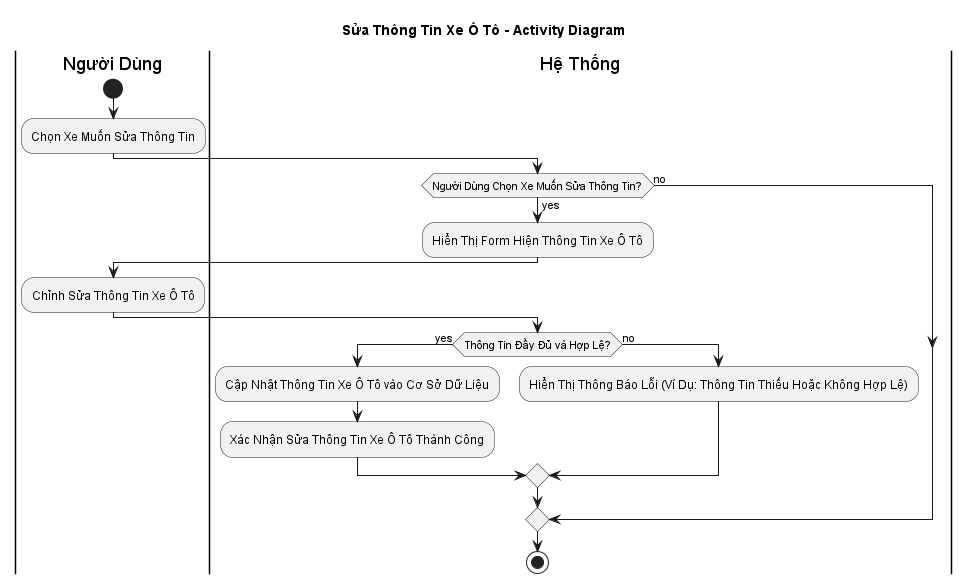 Sửa Thông Tin Xe Ô Tô - Activity Diagram
Người Dùng
Hệ Thống
Chọn Xe Muốn Sửa Thông Tin
Người Dùng Chọn Xe Muốn Sửa Thông Tin?
no
yes
Hiển Thị Form Hiện Thông Tin Xe Ô Tô
Chỉnh Sửa Thông Tin Xe Ô Tô
yes
Thông Tin Đầy Đủ và Hợp Lệ?
no
Cập Nhật Thông Tin Xe Ô Tô vào Cơ Sở Dữ Liệu
Hiển Thị Thông Báo Lỗi (Ví Dụ: Thông Tin Thiếu Hoặc Không Hợp Lệ)
Xác Nhận Sửa Thông Tin Xe Ô Tô Thành Công